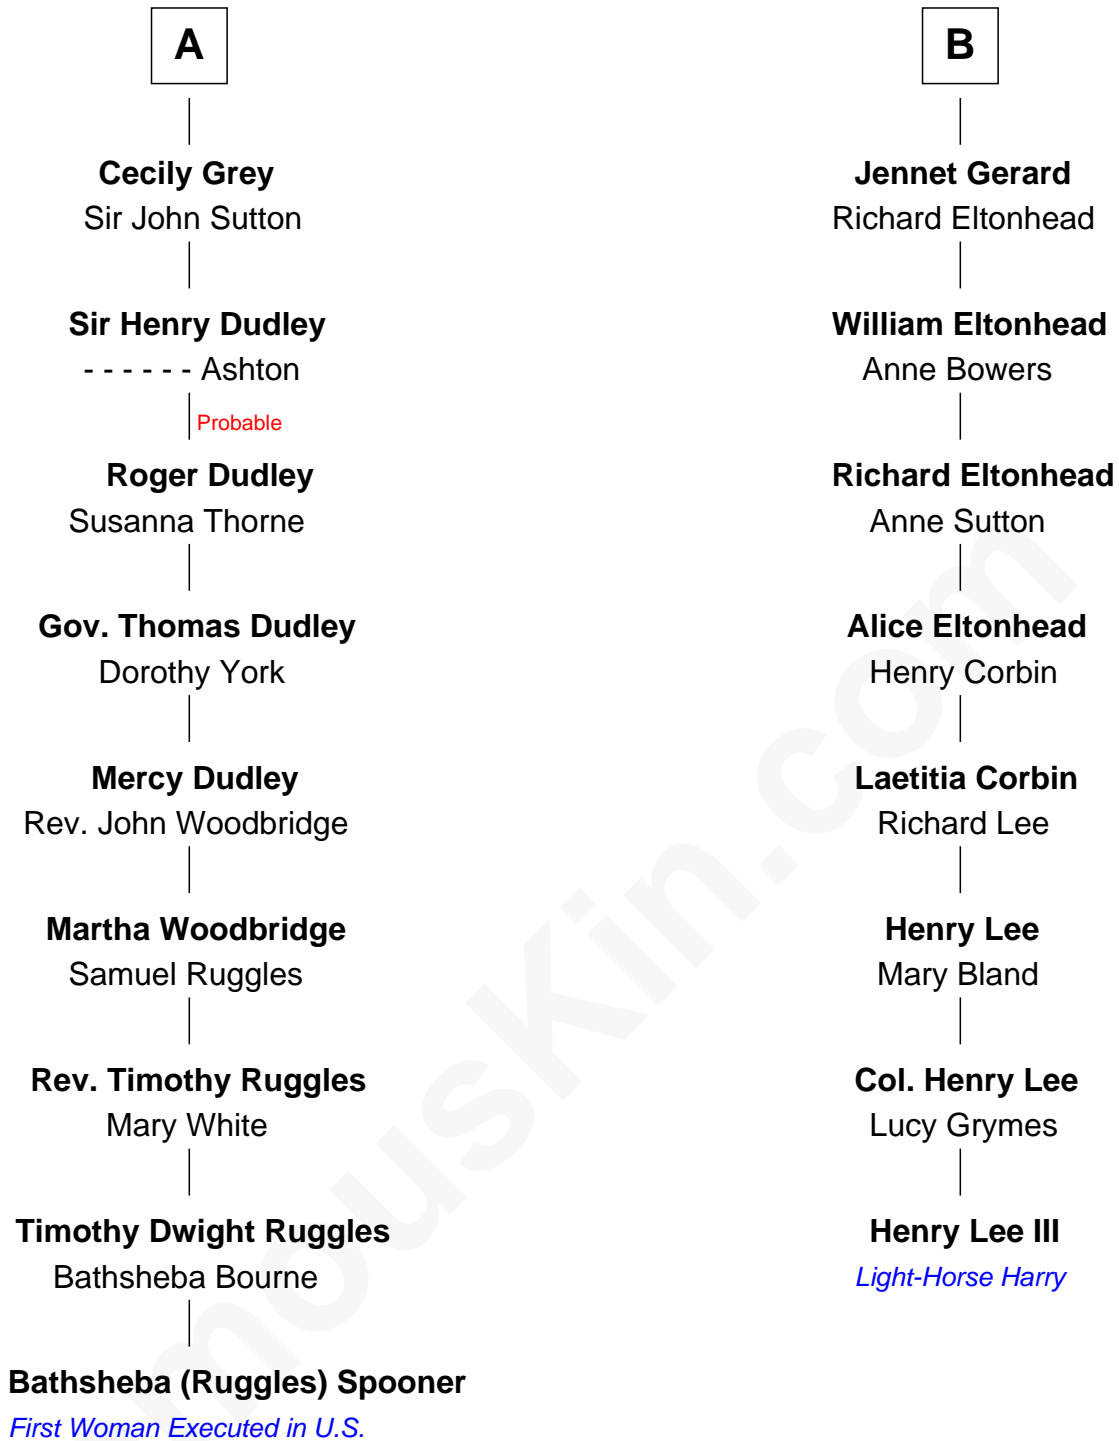 A
Cecily Grey
Sir John Sutton
Sir Henry Dudley
- - - - - - Ashton
Probable
Roger Dudley
Susanna Thorne
Gov. Thomas Dudley
Dorothy York
Mercy Dudley
Rev. John Woodbridge
Martha Woodbridge
Samuel Ruggles
Rev. Timothy Ruggles
Mary White
Timothy Dwight Ruggles
Bathsheba Bourne
Bathsheba (Ruggles) Spooner
First Woman Executed in U.S.
B
Jennet Gerard
Richard Eltonhead
William Eltonhead
Anne Bowers
Richard Eltonhead
Anne Sutton
Alice Eltonhead
Henry Corbin
Laetitia Corbin
Richard Lee
Henry Lee
Mary Bland
Col. Henry Lee
Lucy Grymes
Henry Lee III
Light-Horse Harry
mousKin.com